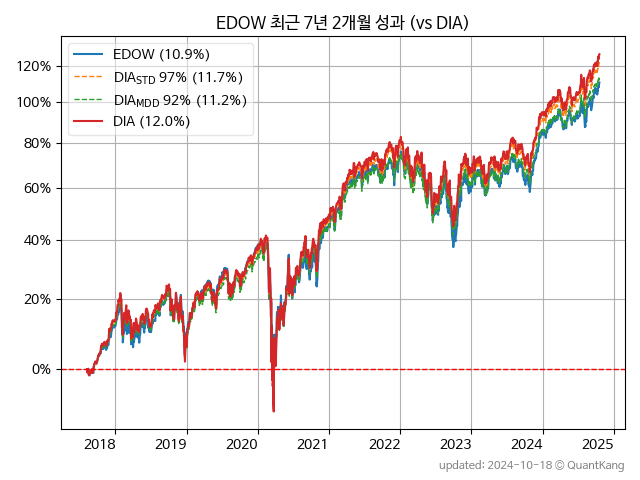 EDOW 최근 7년 2개월 성과 (vs DIA)
EDOW (10.9%)
DIA_STD 97% (11.7%)
DIA_MDD 92% (11.2%)
DIA (12.0%)
120%
100%
80%
60%
40%
20%
0%
2018 2019 2020 2021 2022 2023 2024 2025
updated: 2024-10-18 © QuantKang